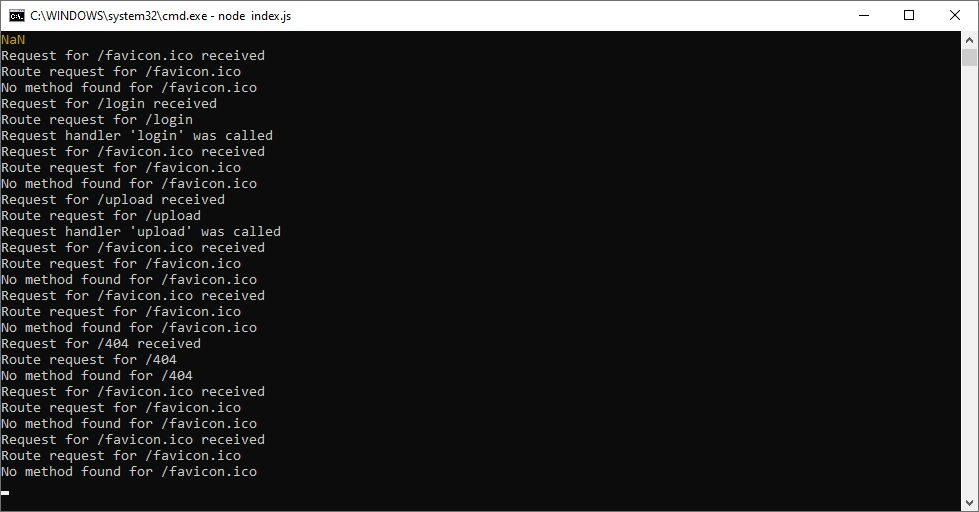 C:\WINDOWS\system32\cmd.exe - node  index.js
NaN
Request for /favicon.ico received
Route request for /favicon.ico
No method found for /favicon.ico
Request for /login received
Route request for /login
Request handler 'login' was called
Request for /favicon.ico received
Route request for /favicon.ico
No method found for /favicon.ico
Request for /upload received
Route request for /upload
Request handler 'upload' was called
Request for /favicon.ico received
Route request for /favicon.ico
No method found for /favicon.ico
Request for /favicon.ico received
Route request for /favicon.ico
No method found for /favicon.ico
Request for /404 received
Route request for /404
No method found for /404
Request for /favicon.ico received
Route request for /favicon.ico
No method found for /favicon.ico
Request for /favicon.ico received
Route request for /favicon.ico
No method found for /favicon.ico